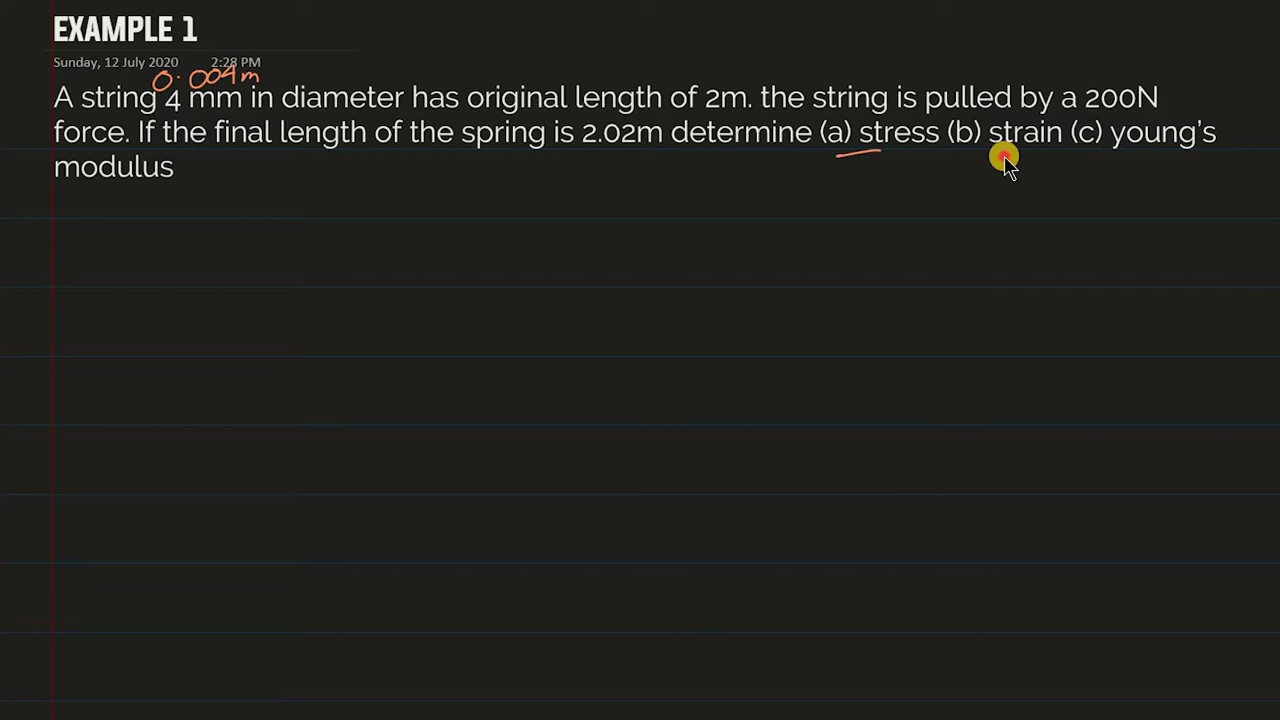 EXAMPLE 1
Sunday, 12 July 2020 2:28 PM
0.004m
A string 4 mm in diameter has original length of 2m. the string is pulled by a 200N
force. If the final length of the spring is 2.02m determine (a) stress (b) strain (c) young's
modulus